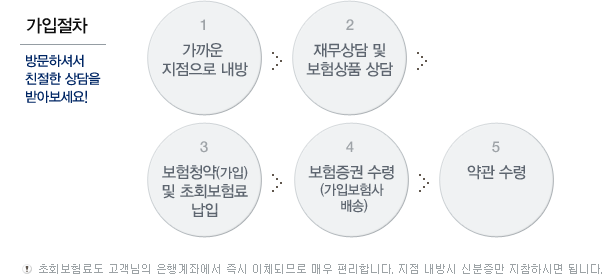 가입절차
방문하셔서
친절한 상담을
받아보세요!
1
가까운
지점으로 내방
2
재무상담 및
보험상품 상담
3
보험청약(가입)
및 초회보험료
납입
4
보험증권 수령
(가입보험사
배송)
5
약관 수령
초회보험료도 고객님의 은행계좌에서 즉시 이체되므로 매우 편리합니다. 지점 내방시 신분증만 지참하시면 됩니다.